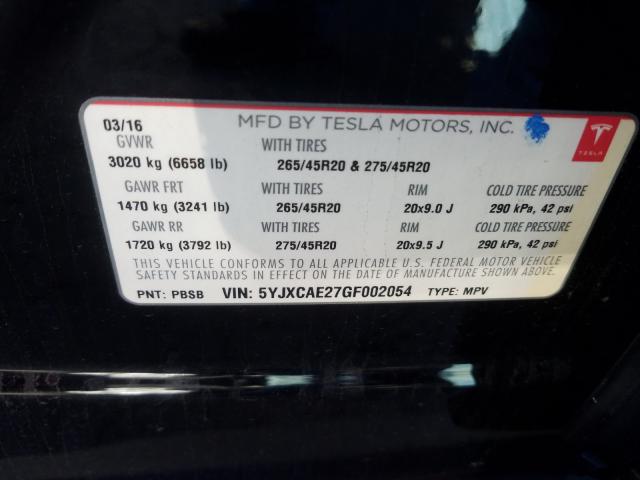 03/16 MFD BY TESLA MOTORS, INC.
GVWR WITH TIRES
3020 kg (6658 lb) 265/45R20 & 275/45R20
GAWR FRT WITH TIRES RIM COLD TIRE PRESSURE
1470 kg (3241 lb) 265/45R20 20x9.0 J 290 kPa, 42 psi
GAWR RR WITH TIRES RIM COLD TIRE PRESSURE
1720 kg (3792 lb) 275/45R20 20x9.5 J 290 kPa, 42 psi
THIS VEHICLE CONFORMS TO ALL APPLICABLE U.S. FEDERAL MOTOR VEHICLE
SAFETY STANDARDS IN EFFECT ON THE DATE OF MANUFACTURE SHOWN ABOVE.
PNT: PBSB VIN: 5YJXCAE27GF002054 TYPE: MPV
TESLA